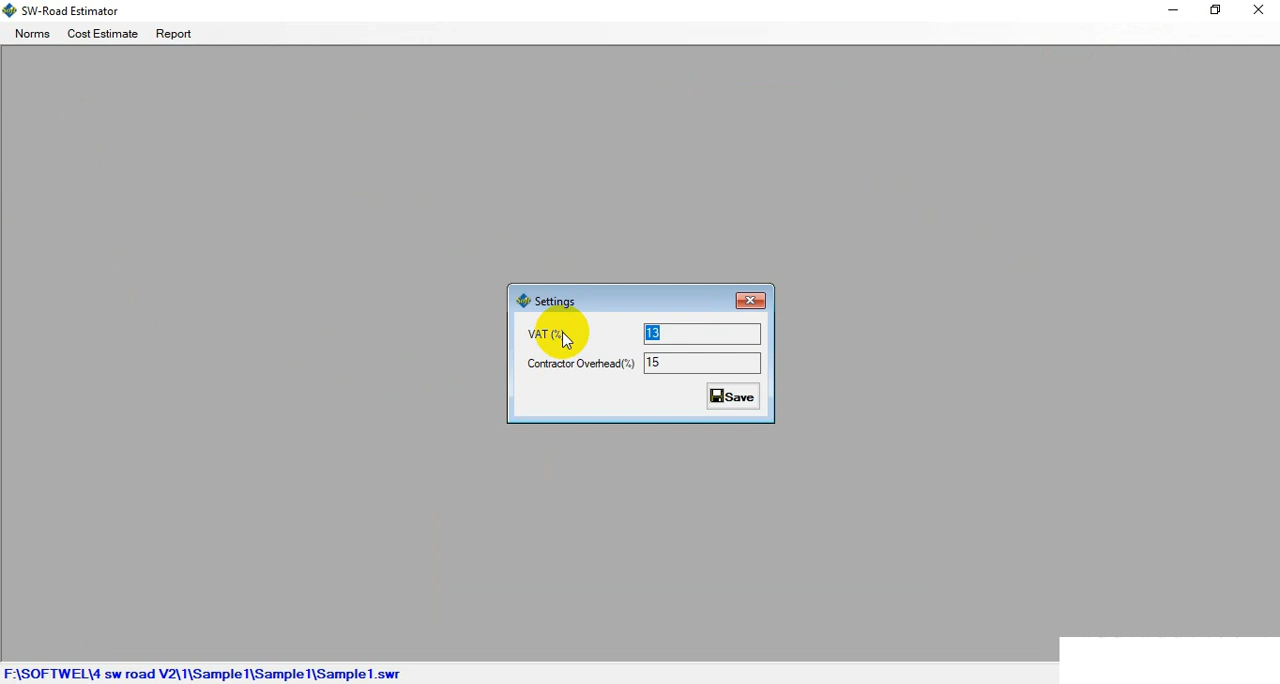 SW-Road Estimator
Norms Cost Estimate Report
Settings
VAT (%) 13
Contractor Overhead(%) 15
Save
F:\SOFTWEL\4 sw road V2\1\Sample1\Sample1\Sample1.swr